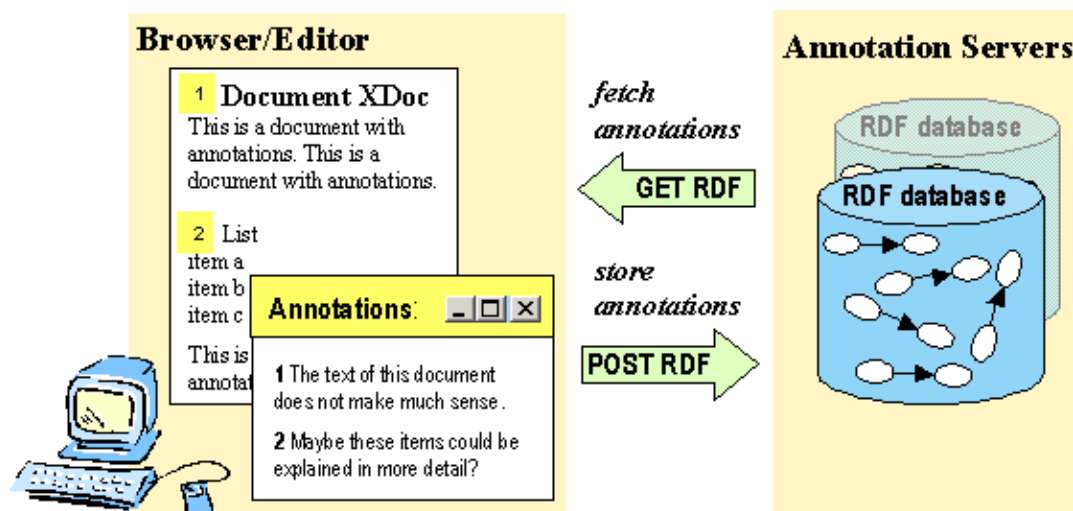 Browser/Editor
1 Document XDoc
This is a document with
annotations. This is a
document with annotations.
2 List
item a
item b
item c
This is
annotat
Annotations:
1 The text of this document
does not make much sense.
2 Maybe these items could be
explained in more detail?
fetch
annotations
GET RDF
store
annotations
POST RDF
Annotation Servers
RDF database
RDF database